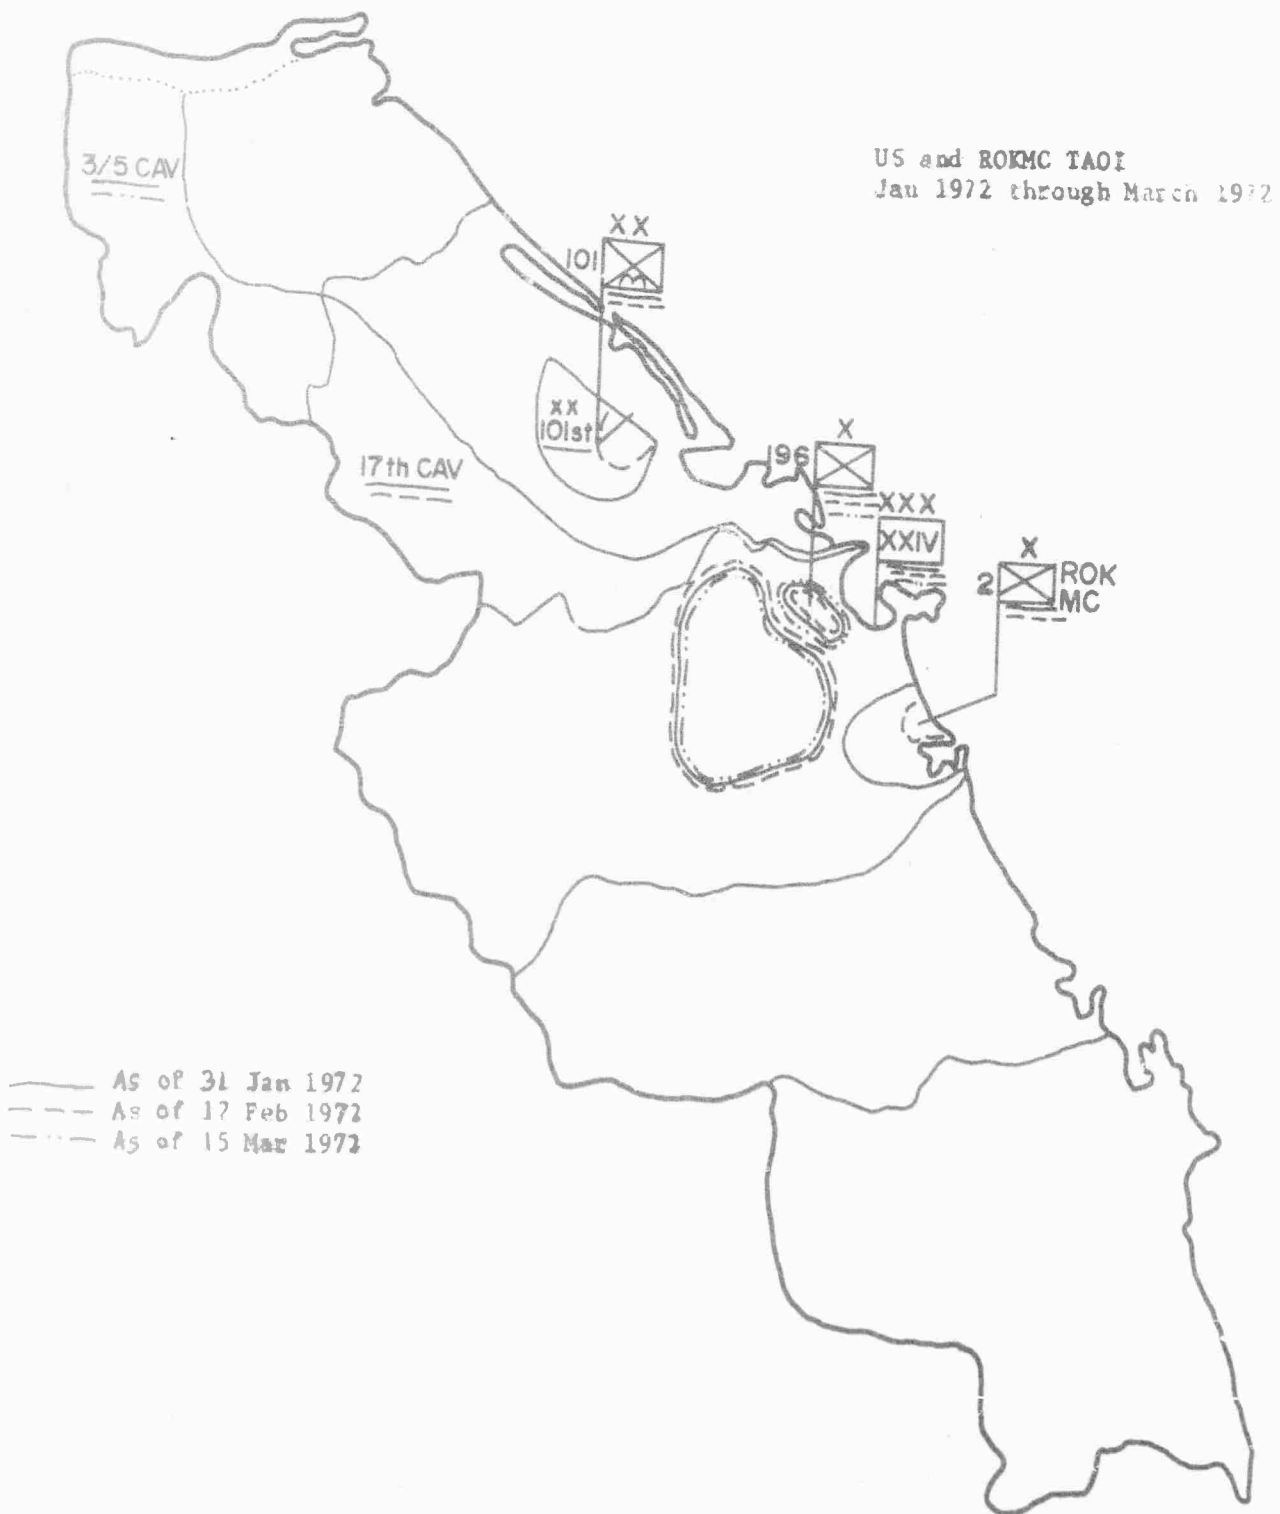 US and ROKMC TAOI
Jan 1972 through March 1972
3/5 CAV
XX
101
XX
101st
17th CAV
X
196
XXX
XXIV
X
2
ROK
MC
As of 31 Jan 1972
As of 17 Feb 1972
As of 15 Mar 1972